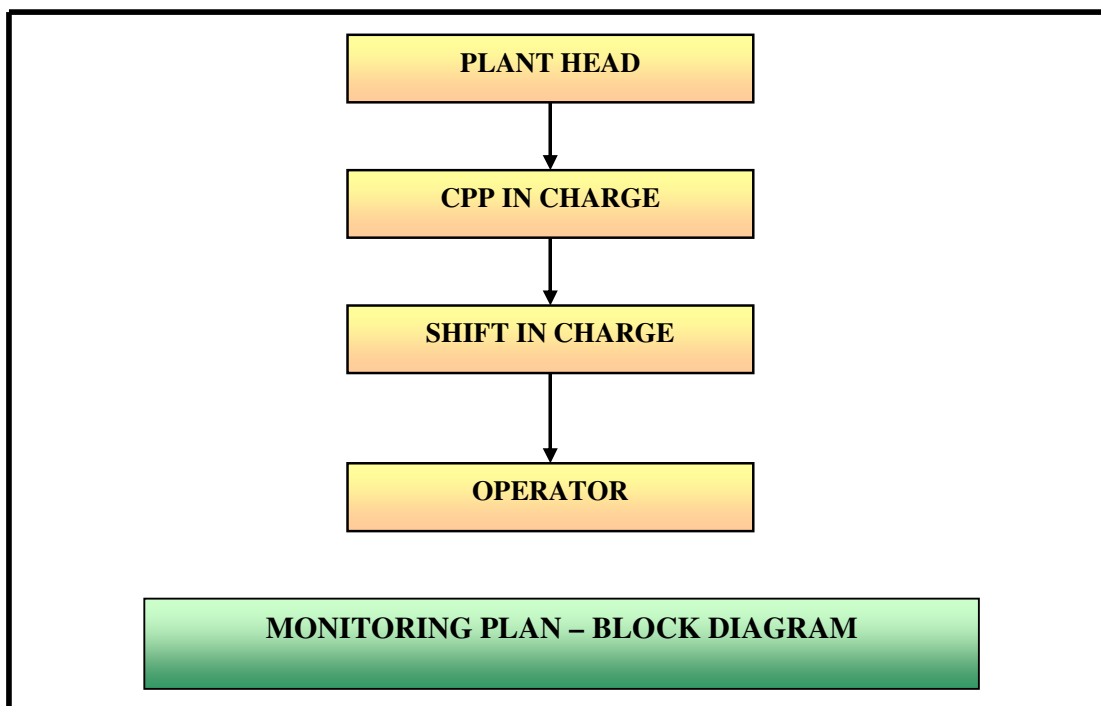 PLANT HEAD
CPP IN CHARGE
SHIFT IN CHARGE
OPERATOR
MONITORING PLAN – BLOCK DIAGRAM